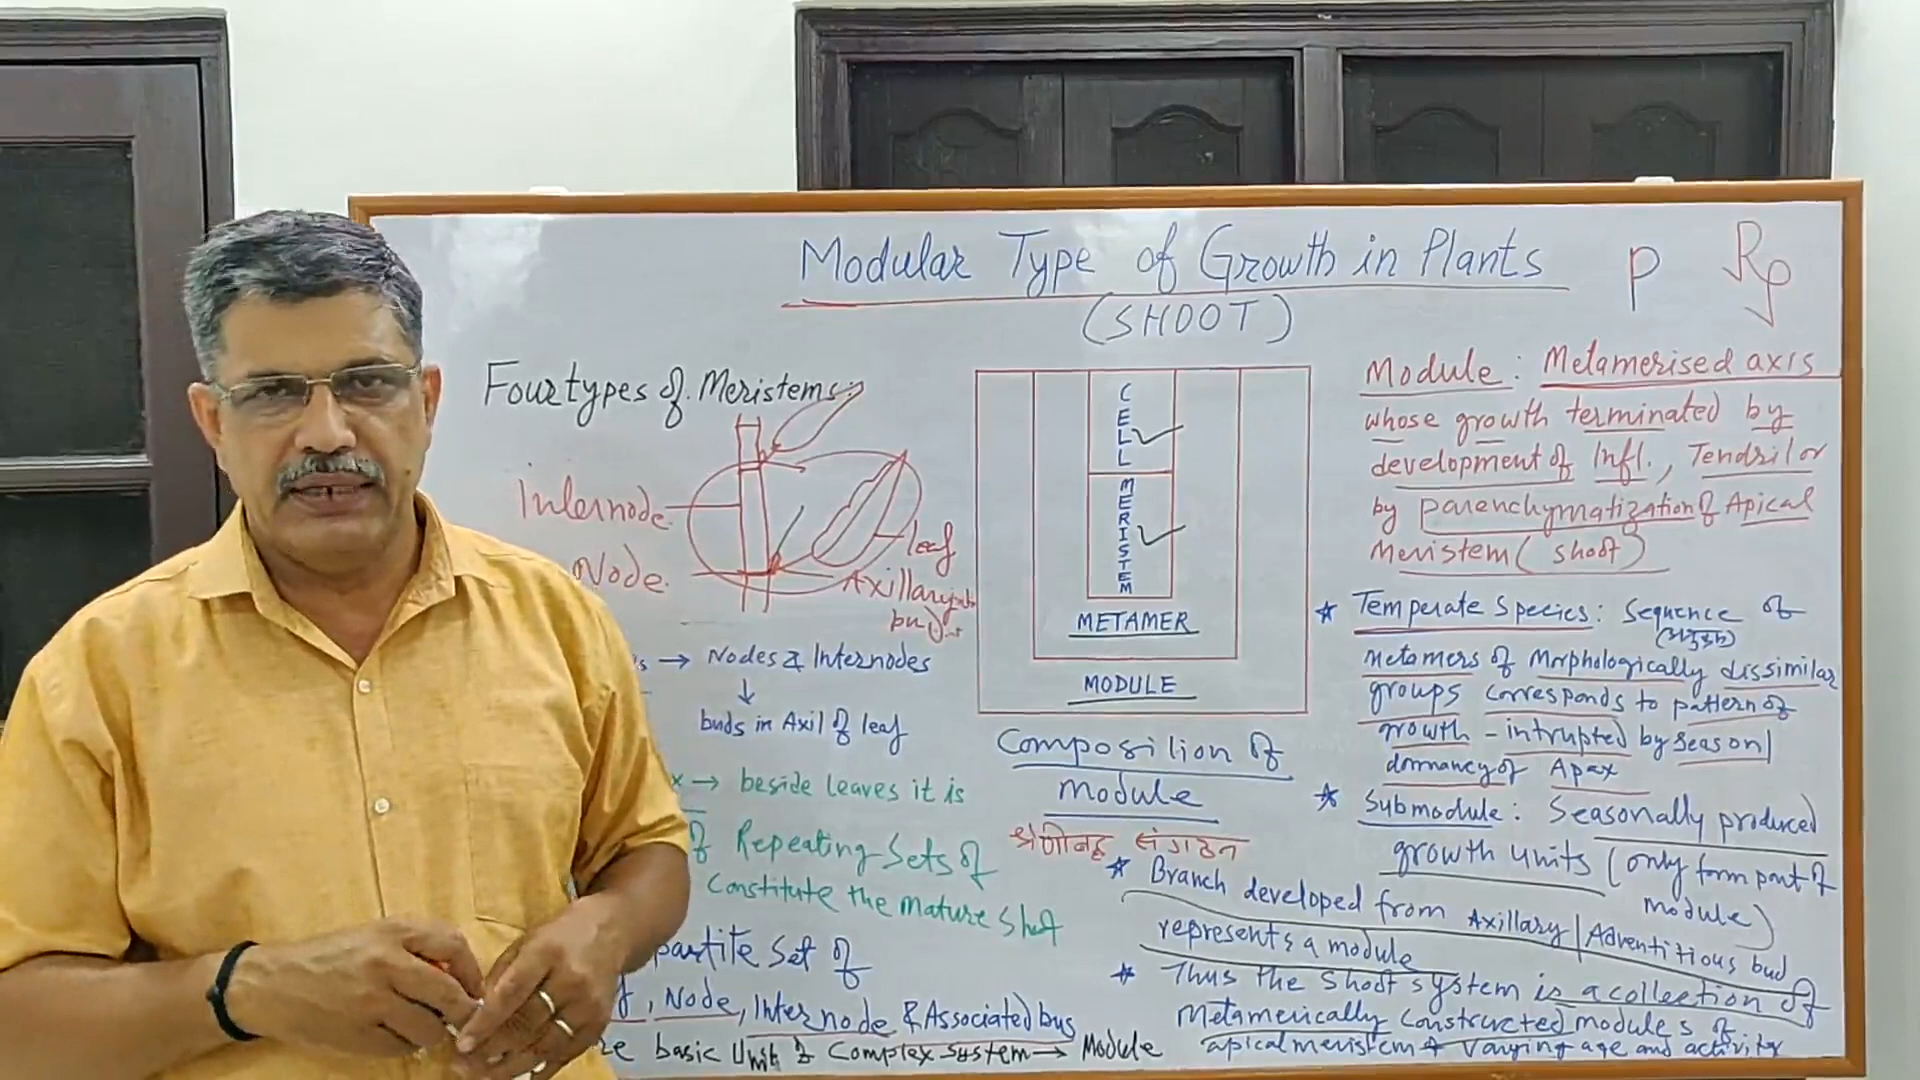 Modular Type of Growth in Plants
(SHOOT)
P
Four types of Meristems:
Internode
Node
leaf
Axillary
bud
→ Nodes & Internodes
↓
buds in Axil of leaf
→ beside leaves it is
of Repeating sets of
constitute the mature
partite set of
, Node, Internode & Associated bus
basic Unit & Complex System → Module
CELL
MERISTEM
METAMER
MODULE
Composition of
module
श्रेणीबद्ध संगठन
Module: Metamerised axis
whose growth terminated by
development of Infl., Tendril or
by parenchymatization of Apical
Meristem (shoot)
* Temperate Species: Sequence of
metamers of Morphologically dissimilar
groups corresponds to pattern of
growth - intrupted by
dormancy of Apax
* Submodule: Seasonally produced
growth units (only form part of
module)
* Branch developed from Axillary/Adventitious bud
represents a module
* Thus the Shoot system is a collection of
Metamerically constructed modules of
apical meristem of varying age and activity